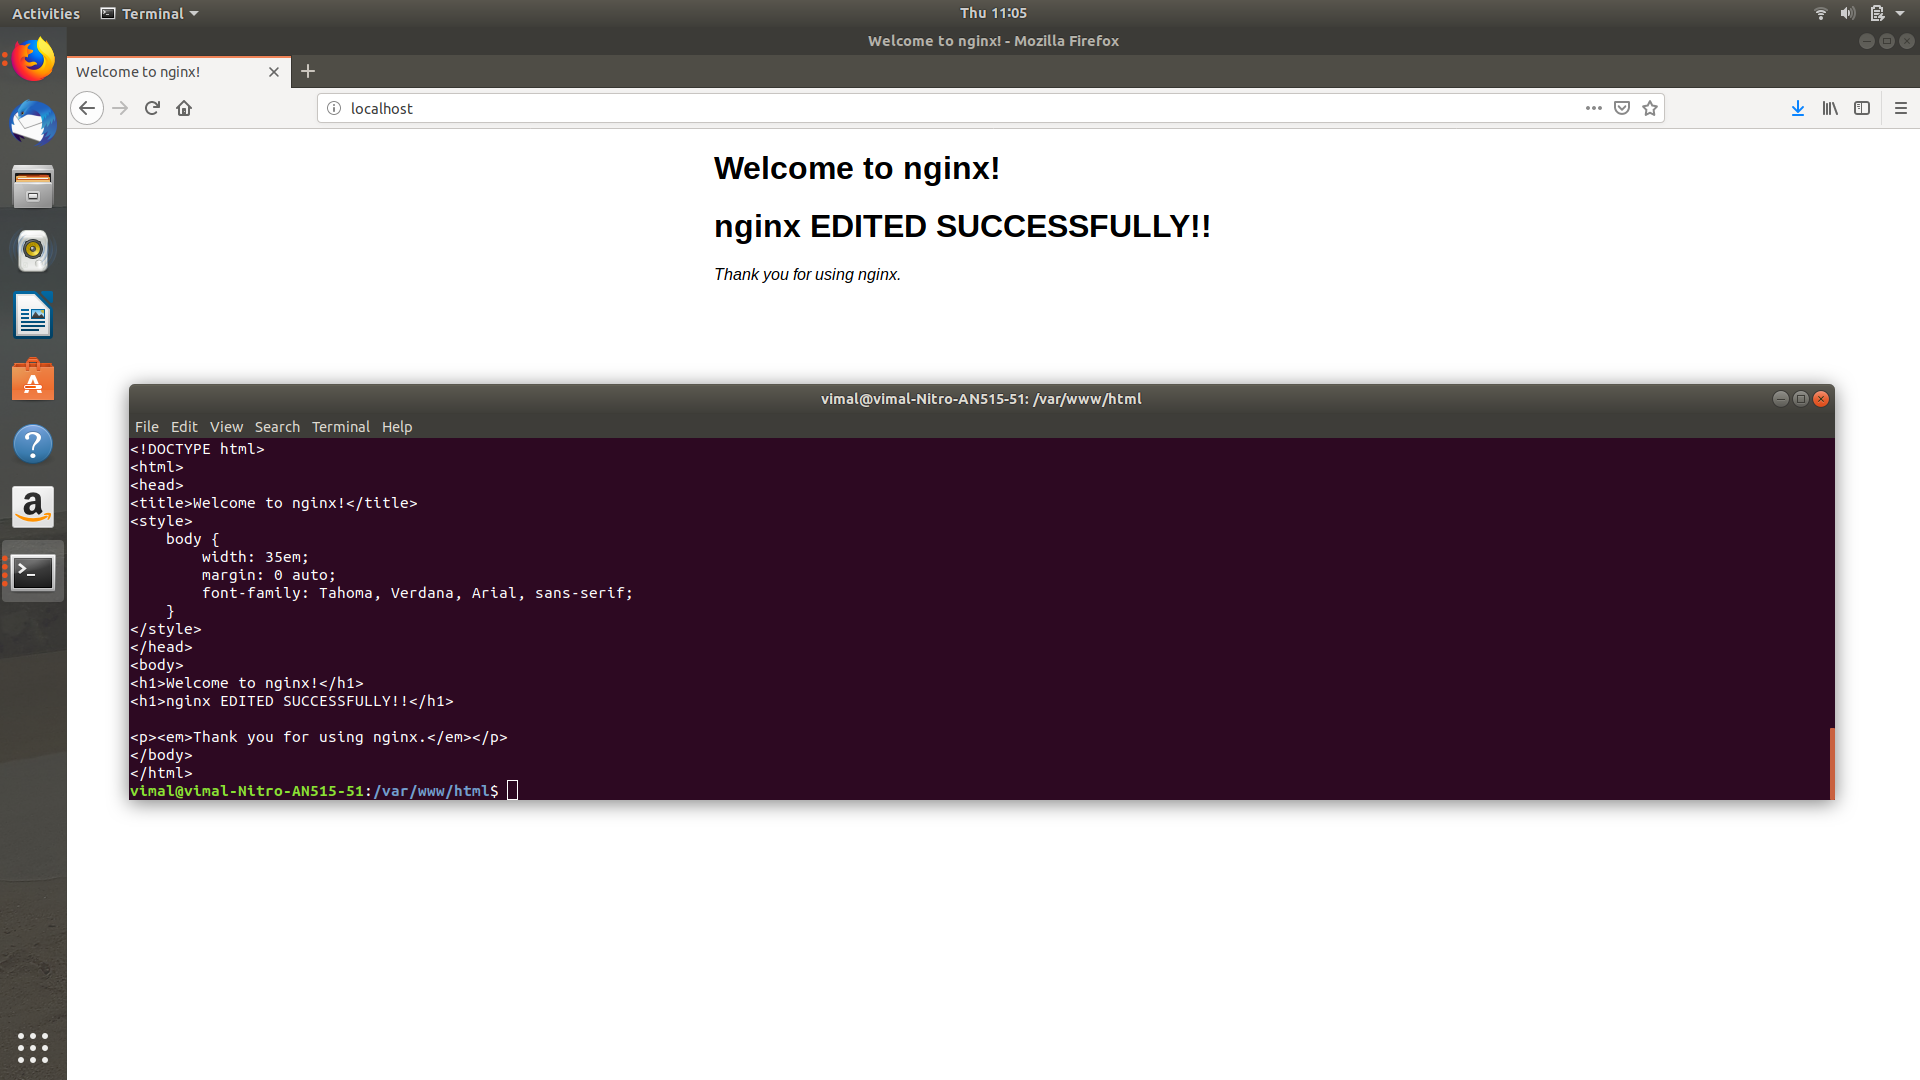 Activities Terminal Thu 11:05
Welcome to nginx! - Mozilla Firefox
Welcome to nginx!
localhost
Welcome to nginx!
nginx EDITED SUCCESSFULLY!!
Thank you for using nginx.
vimal@vimal-Nitro-AN515-51: /var/www/html
File Edit View Search Terminal Help
<!DOCTYPE html>
<html>
<head>
<title>Welcome to nginx!</title>
<style>
    body {
        width: 35em;
        margin: 0 auto;
        font-family: Tahoma, Verdana, Arial, sans-serif;
    }
</style>
</head>
<body>
<h1>Welcome to nginx!</h1>
<h1>nginx EDITED SUCCESSFULLY!!</h1>

<p><em>Thank you for using nginx.</em></p>
</body>
</html>
vimal@vimal-Nitro-AN515-51:/var/www/html$